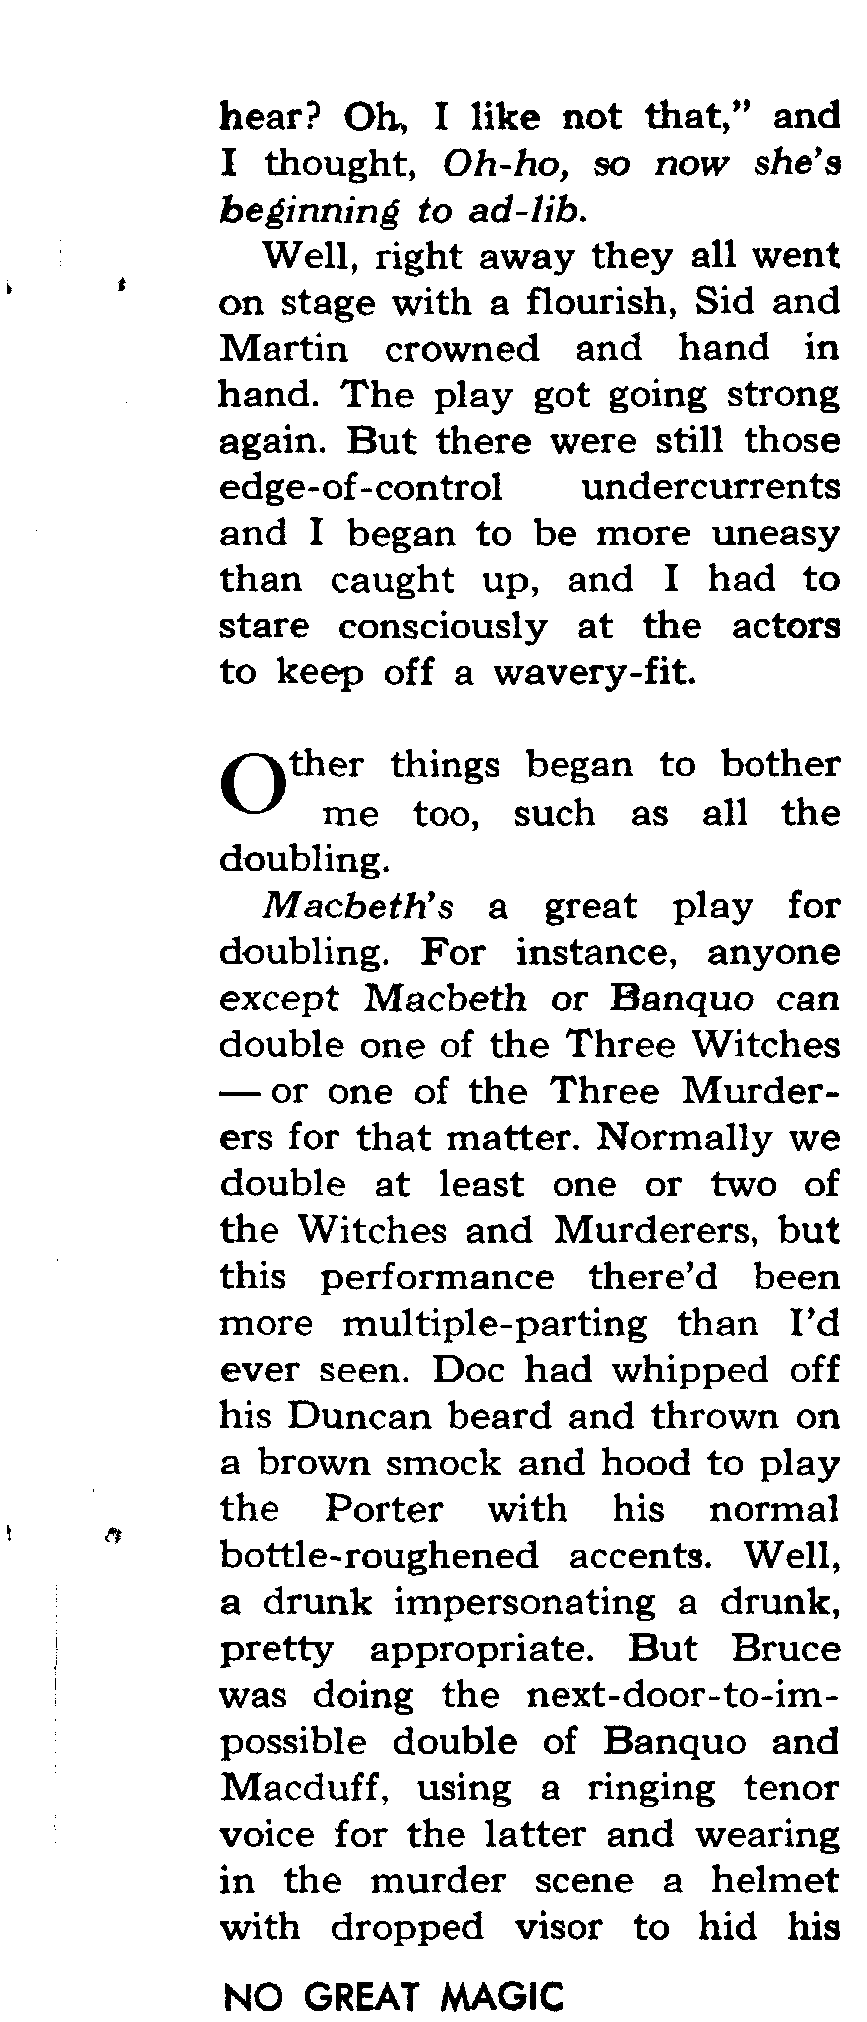 hear? Oh, I like not that,” and
I thought, Oh-ho, so now she’s
beginning to ad-lib.
Well, right away they all went
on stage with a flourish, Sid and
Martin crowned and hand in
hand. The play got going strong
again. But there were still those
edge-of-control undercurrents
and I began to be more uneasy
than caught up, and I had to
stare consciously at the actors
to keep off a wavery-fit.
Other things began to bother
me too, such as all the
doubling.
Macbeth’s a great play for
doubling. For instance, anyone
except Macbeth or Banquo can
double one of the Three Witches
— or one of the Three Murder-
ers for that matter. Normally we
double at least one or two of
the Witches and Murderers, but
this performance there’d been
more multiple-parting than I’d
ever seen. Doc had whipped off
his Duncan beard and thrown on
a brown smock and hood to play
the Porter with his normal
bottle-roughened accents. Well,
a drunk impersonating a drunk,
pretty appropriate. But Bruce
was doing the next-door-to-im-
possible double of Banquo and
Macduff, using a ringing tenor
voice for the latter and wearing
in the murder scene a helmet
with dropped visor to hid his
NO GREAT MAGIC